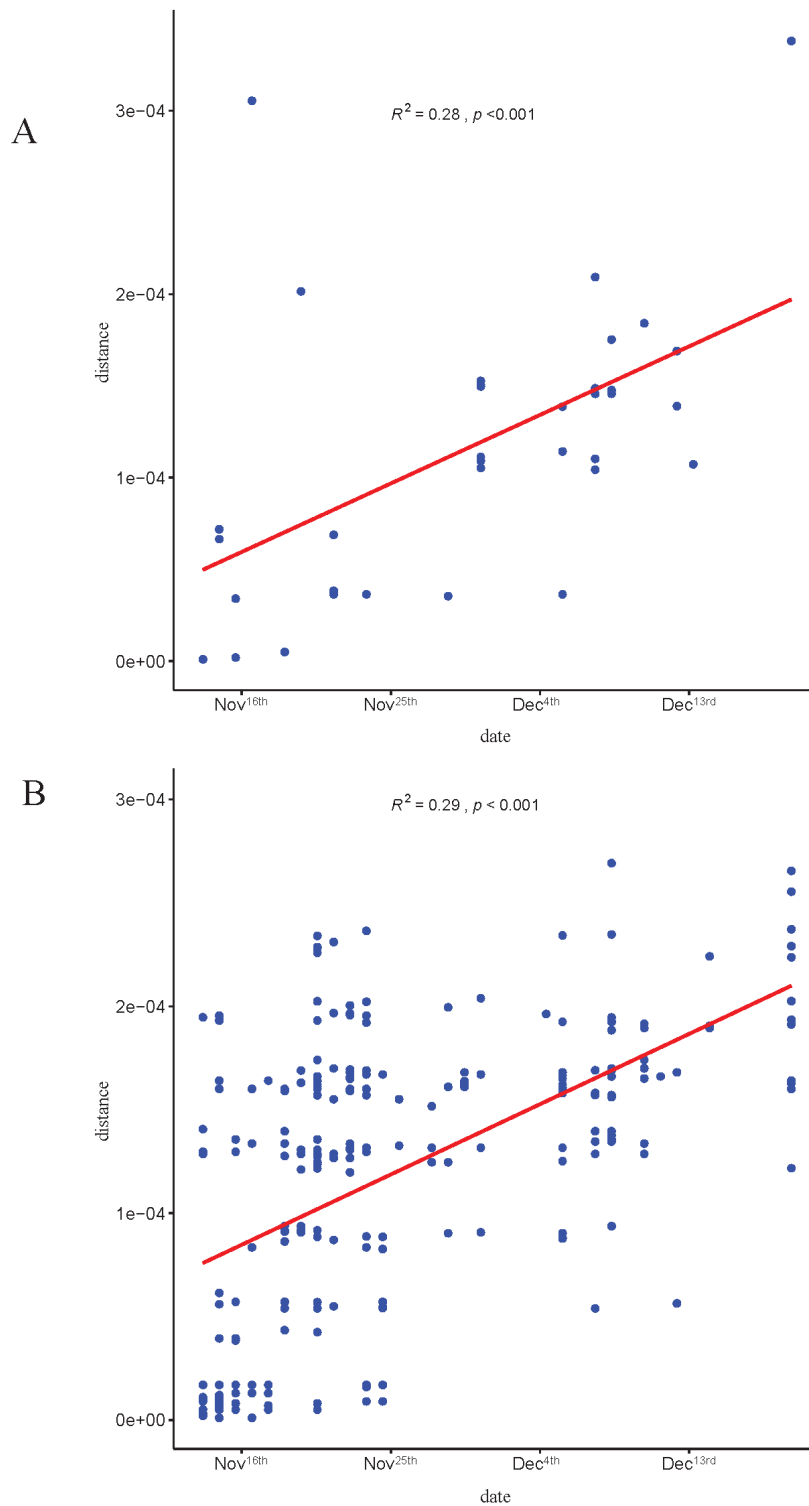 A
R² = 0.28 , p <0.001
3e−04
2e−04
1e−04
0e+00
distance
Nov16th Nov25th Dec4th Dec13rd
date
B
R² = 0.29 , p < 0.001
3e−04
2e−04
1e−04
0e+00
distance
Nov16th Nov25th Dec4th Dec13rd
date